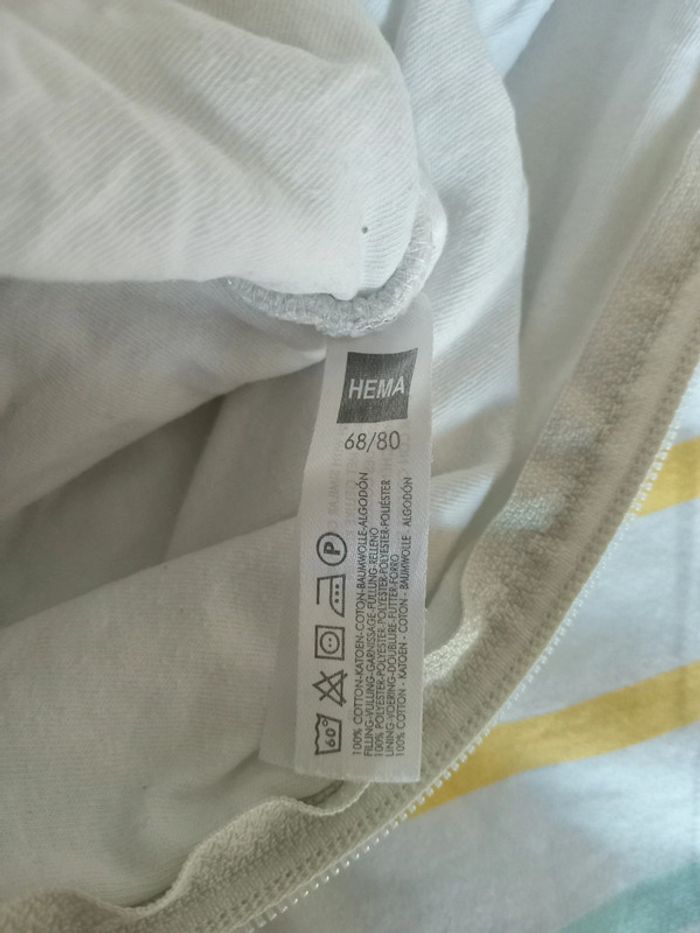 HEMA
68/80
P
60°
100% COTTON-KATOEN-COTON-BAUMWOLLE-ALGODÓN
FILLING-VULLING-GARNISSAGE-FÜLLUNG-RELLENO
100% POLYESTER-POLYESTER-POLYESTER-POLIÉSTER
LINING-VOERING-DOUBLURE-FUTTER-FORRO
100% COTTON - KATOEN - COTON - BAUMWOLLE - ALGODÓN